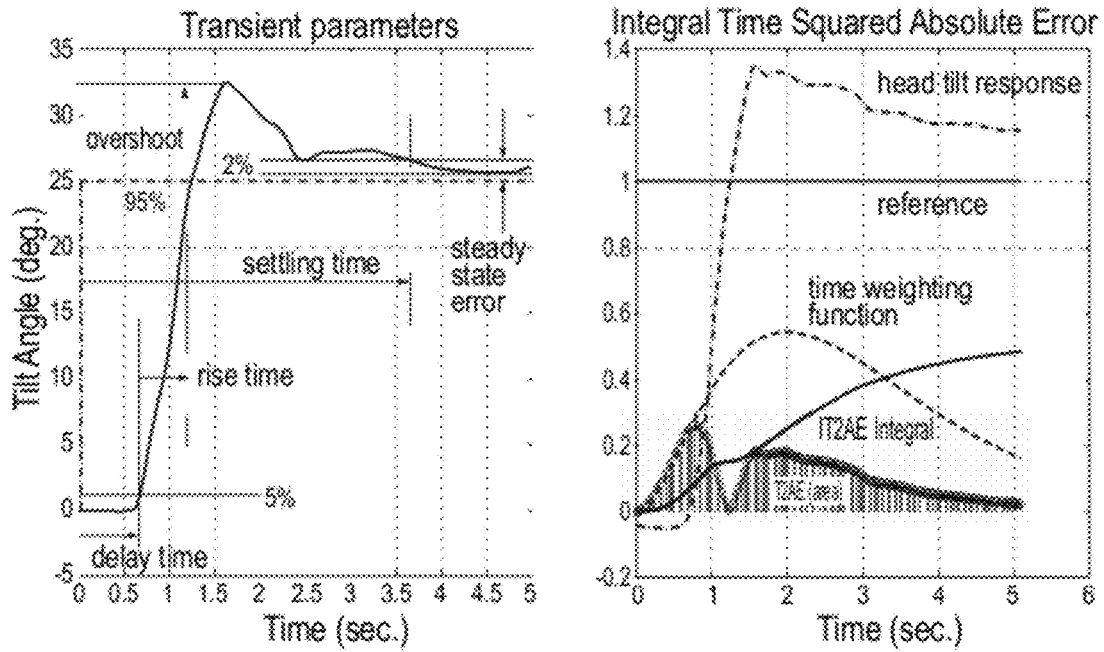 Transient parameters
35
30
25
20
15
10
5
0
-5
Tilt Angle (deg.)
overshoot
2%
95%
settling time
steady
state
error
rise time
5%
delay time
0 0.5 1 1.5 2 2.5 3 3.5 4 4.5 5
Time (sec.)
Integral Time Squared Absolute Error
1.4
1.2
1
0.8
0.6
0.4
0.2
0
-0.2
head tilt response
reference
time weighting
function
IT2AE Integral
T2AE (area)
0 1 2 3 4 5 6
Time (sec.)